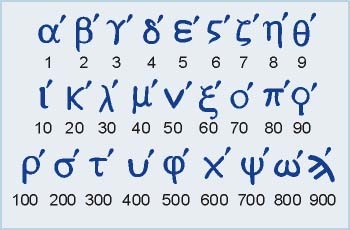 α′ β′ γ′ δ′ ε′ ϛ′ ζ′ η′ θ′
1 2 3 4 5 6 7 8 9
ι′ κ′ λ′ μ′ ν′ ξ′ ο′ π′ ϙ′
10 20 30 40 50 60 70 80 90
ρ′ σ′ τ′ υ′ φ′ χ′ ψ′ ω′ ϡ′
100 200 300 400 500 600 700 800 900